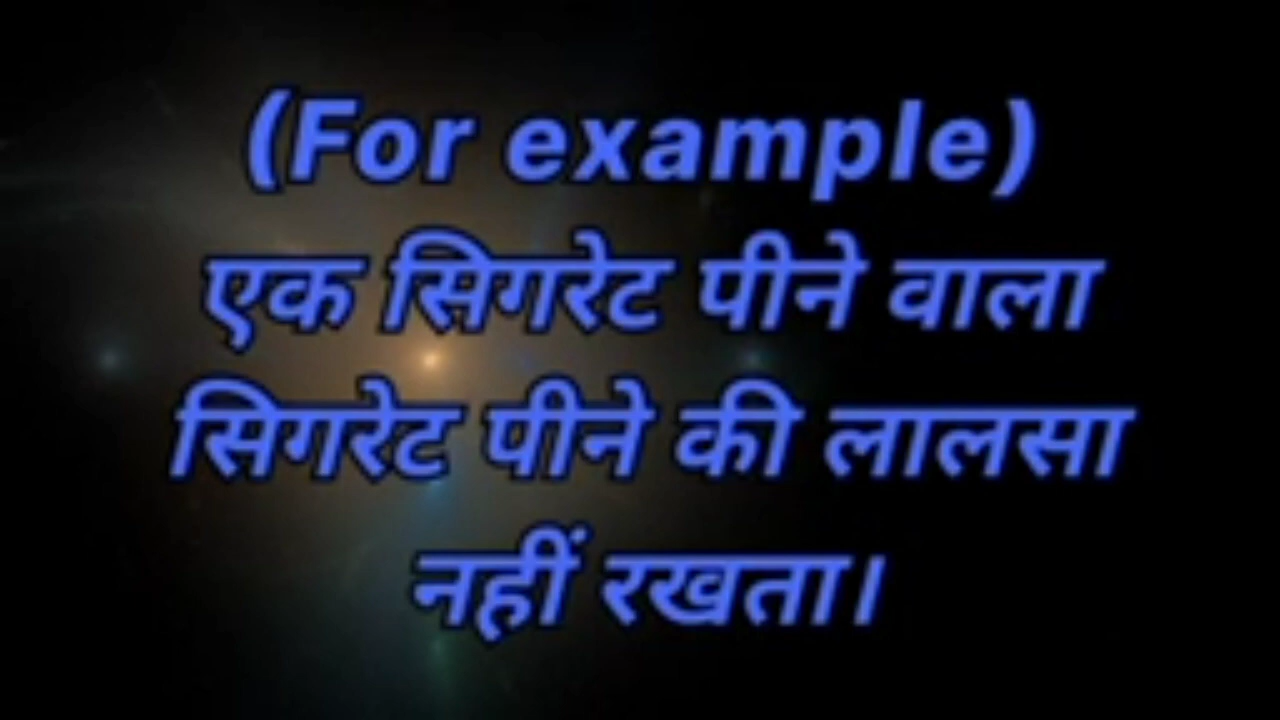 (For example)
एक सिगरेट पीने वाला
सिगरेट पीने की लालसा
नहीं रखता।